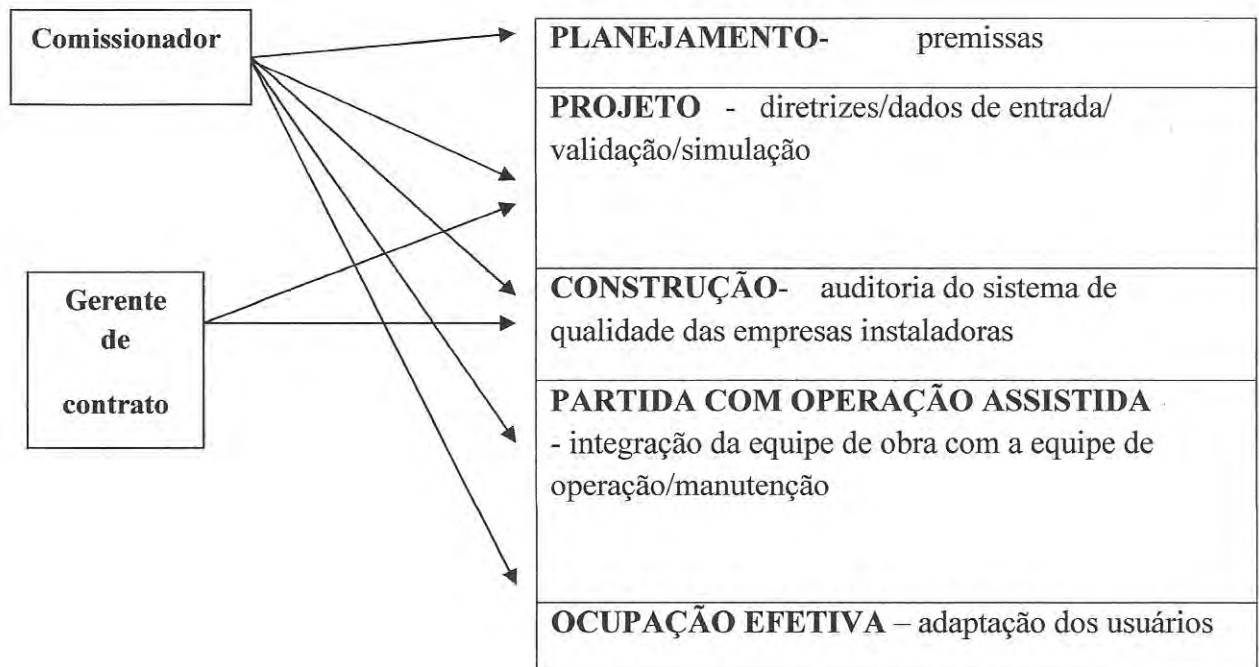 Comissionador
Gerente
de
contrato
PLANEJAMENTO- premissas
PROJETO - diretrizes/dados de entrada/
validação/simulação
CONSTRUÇÃO- auditoria do sistema de
qualidade das empresas instaladoras
PARTIDA COM OPERAÇÃO ASSISTIDA
- integração da equipe de obra com a equipe de
operação/manutenção
OCUPAÇÃO EFETIVA – adaptação dos usuários